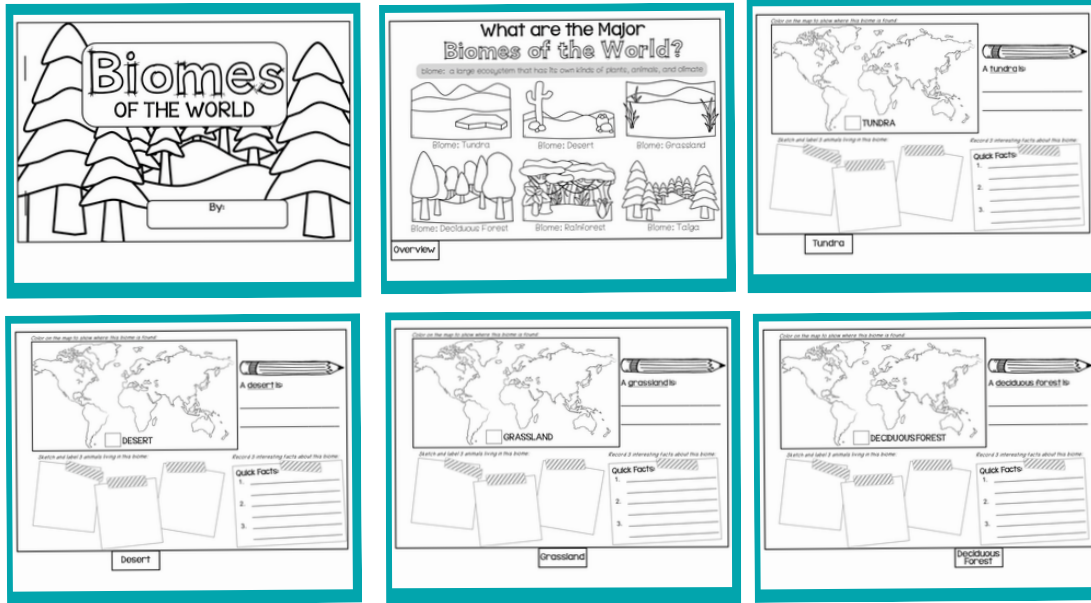 Biomes
OF THE WORLD
By:
What are the Major
Biomes of the World?
biome: a large ecosystem that has its own kinds of plants, animals, and climate
Biome: Tundra
Biome: Desert
Biome: Grassland
Biome: Deciduous Forest
Biome: Rainforest
Biome: Taiga
Overview
Color on the map to show where this biome is found
TUNDRA
A tundra is:
Sketch and label 3 animals living in this biome:
Record 3 interesting facts about this biome:
Quick Facts:
1.
2.
3.
Tundra
Color on the map to show where this biome is found
DESERT
A desert is:
Sketch and label 3 animals living in this biome:
Record 3 interesting facts about this biome:
Quick Facts:
1.
2.
3.
Desert
Color on the map to show where this biome is found
GRASSLAND
A grassland is:
Sketch and label 3 animals living in this biome:
Record 3 interesting facts about this biome:
Quick Facts:
1.
2.
3.
Grassland
Color on the map to show where this biome is found
DECIDUOUS FOREST
A deciduous forest is:
Sketch and label 3 animals living in this biome:
Record 3 interesting facts about this biome:
Quick Facts:
1.
2.
3.
Deciduous
Forest